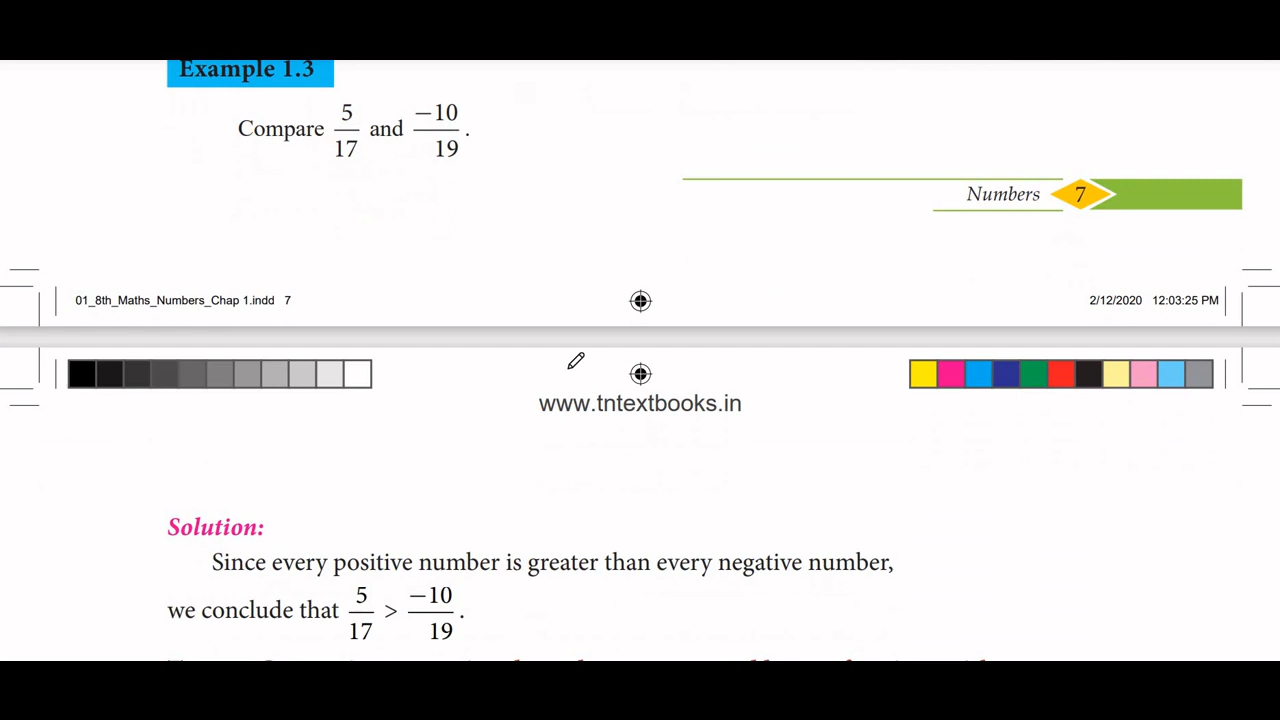 Example 1.3
Compare 5/17 and −10/19 .
Numbers 7
01_8th_Maths_Numbers_Chap 1.indd 7
2/12/2020 12:03:25 PM
www.tntextbooks.in
Solution:
Since every positive number is greater than every negative number,
we conclude that 5/17 > −10/19 .